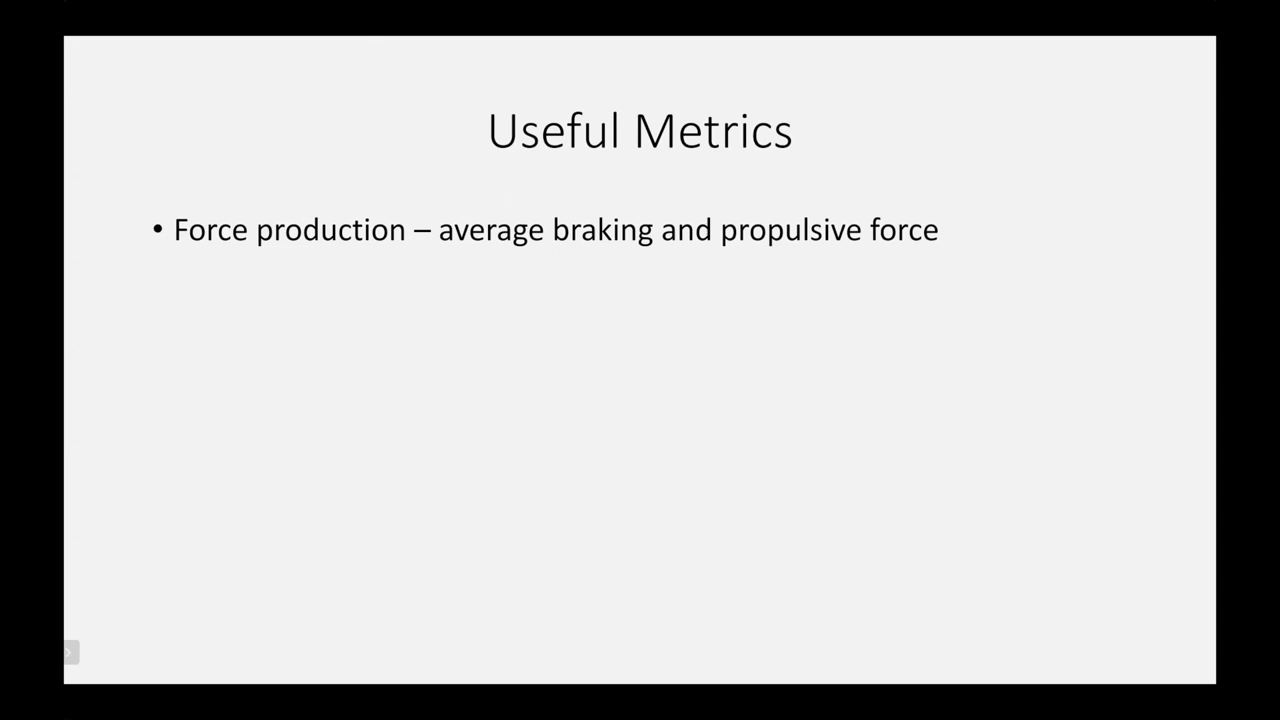 Useful Metrics
• Force production – average braking and propulsive force